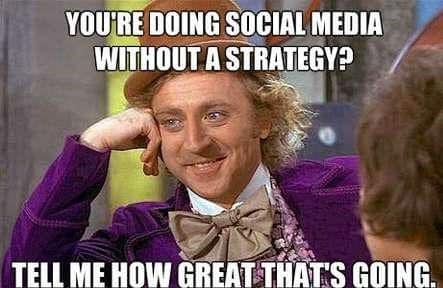 YOU'RE DOING SOCIAL MEDIA
WITHOUT A STRATEGY?
TELL ME HOW GREAT THAT'S GOING.